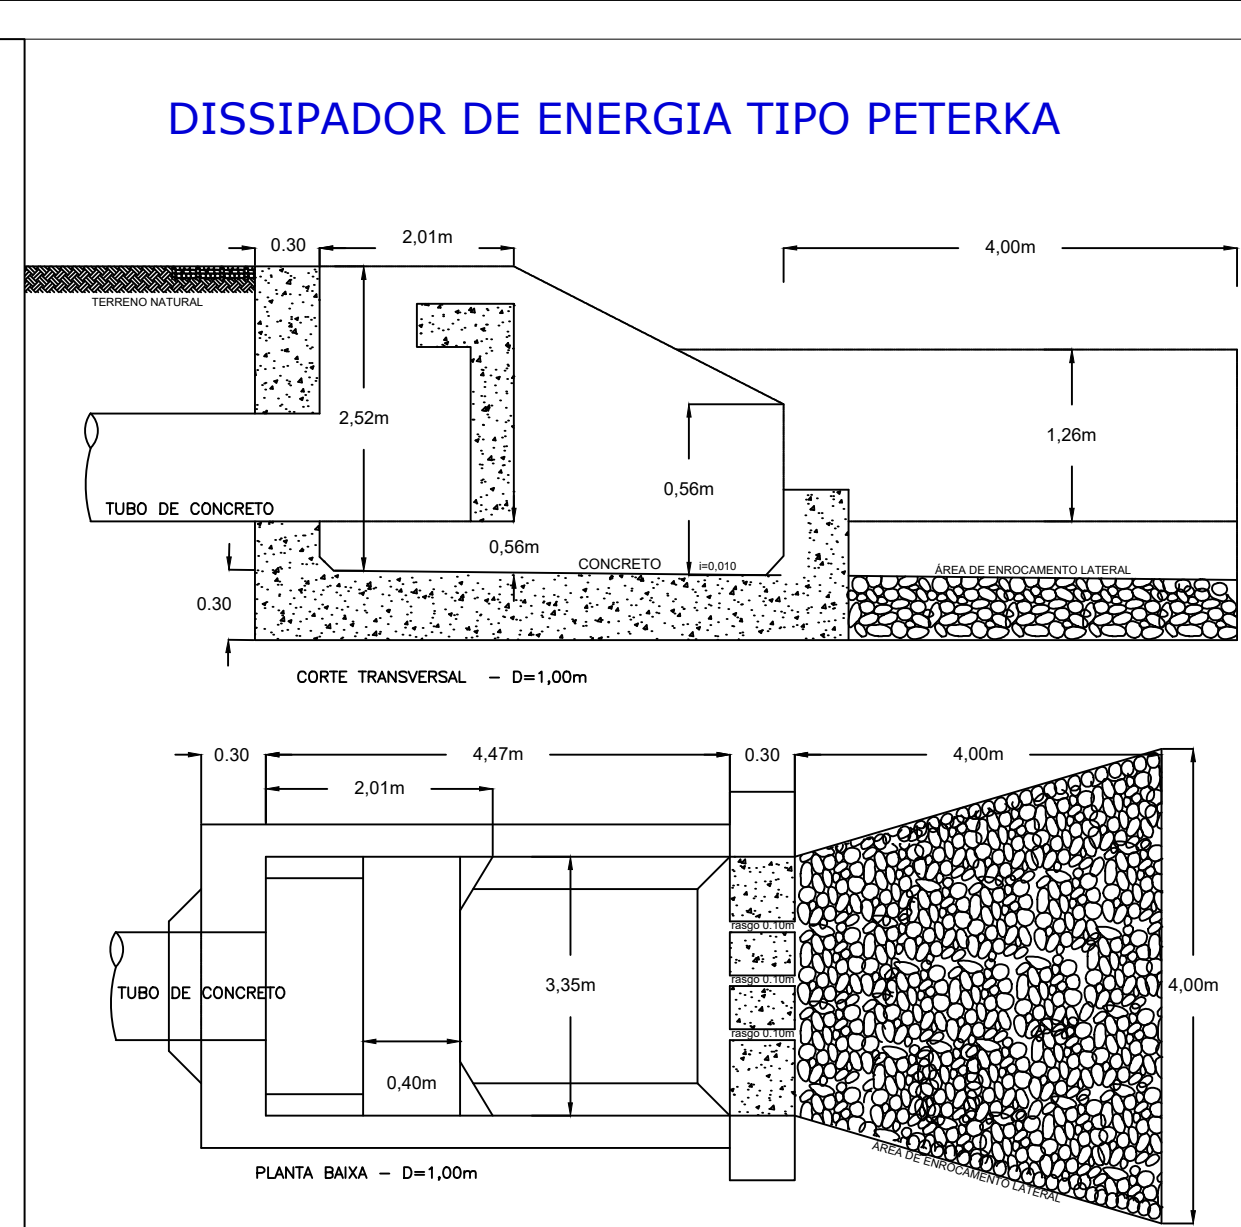 DISSIPADOR DE ENERGIA TIPO PETERKA
0.30
2,01m
4,00m
TERRENO NATURAL
2,52m
1,26m
0,56m
TUBO DE CONCRETO
0,56m
CONCRETO
i=0,010
ÁREA DE ENROCAMENTO LATERAL
0.30
CORTE TRANSVERSAL – D=1,00m
0.30
4,47m
0.30
4,00m
2,01m
rasgo 0.10m
rasgo 0.10m
3,35m
TUBO DE CONCRETO
4,00m
rasgo 0.10m
0,40m
ÁREA DE ENROCAMENTO LATERAL
PLANTA BAIXA – D=1,00m